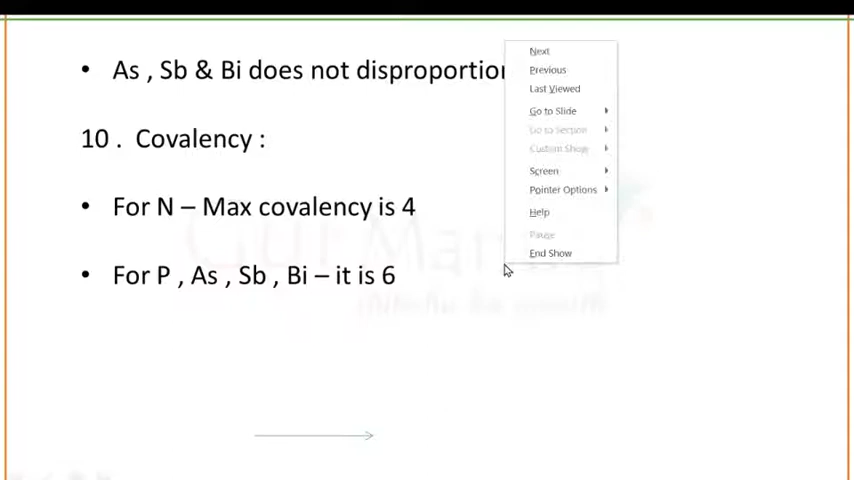 • As , Sb & Bi does not disproportion
10 . Covalency :
• For N – Max covalency is 4
• For P , As , Sb , Bi – it is 6
Next
Previous
Last Viewed
Go to Slide
Go to Section
Custom Show
Screen
Pointer Options
Help
Pause
End Show